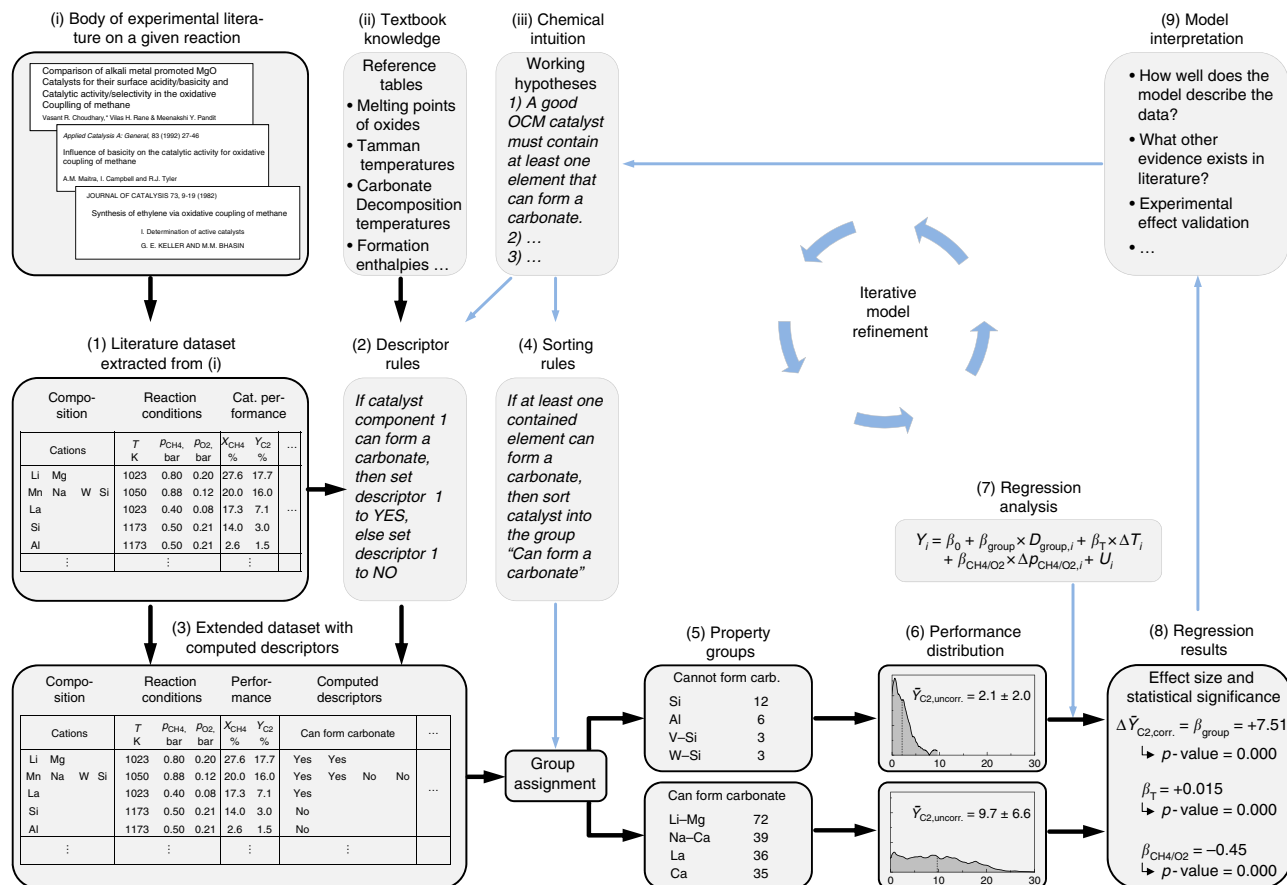 (i) Body of experimental litera-
ture on a given reaction
Comparison of alkali metal promoted MgO
Catalysts for their surface acidity/basicity and
Catalytic activity/selectivity in the oxidative
Couplling of methane
Vasant R. Choudhary,* Vilas H. Rane & Meenakshi Y. Pandit
Applied Catalysis A: General, 83 (1992) 27-46
Influence of basicity on the catalytic activity for oxidative
coupling of methane
A.M. Maitra, I. Campbell and R.J. Tyler
JOURNAL OF CATALYSIS 73, 9-19 (1982)
Synthesis of ethylene via oxidative coupling of methane
I. Determination of active catalysts
G. E. KELLER AND M.M. BHASIN
(ii) Textbook
knowledge
Reference
tables
• Melting points
of oxides
• Tamman
temperatures
• Carbonate
Decomposition
temperatures
• Formation
enthalpies ...
(iii) Chemical
intuition
Working
hypotheses
1) A good
OCM catalyst
must contain
at least one
element that
can form a
carbonate.
2) ...
3) ...
(9) Model
interpretation
• How well does the
model describe the
data?
• What other
evidence exists in
literature?
• Experimental
effect validation
• ...
Iterative
model
refinement
(1) Literature dataset
extracted from (i)
Compo-
sition
Reaction
conditions
Cat. per-
formance
Cations T K pCH4, bar pO2, bar XCH4 % YC2 % ...
Li Mg 1023 0.80 0.20 27.6 17.7
Mn Na W Si 1050 0.88 0.12 20.0 16.0
La 1023 0.40 0.08 17.3 7.1 ...
Si 1173 0.50 0.21 14.0 3.0
Al 1173 0.50 0.21 2.6 1.5
⋮ ⋮ ⋮
(2) Descriptor
rules
If catalyst
component 1
can form a
carbonate,
then set
descriptor 1
to YES,
else set
descriptor 1
to NO
(4) Sorting
rules
If at least one
contained
element can
form a
carbonate,
then sort
catalyst into
the group
“Can form a
carbonate”
(7) Regression
analysis
Yi = β0 + βgroup × Dgroup,i + βT × ΔTi
+ βCH4/O2 × ΔpCH4/O2,i + Ui
(3) Extended dataset with
computed descriptors
Compo-
sition
Reaction
conditions
Perfor-
mance
Computed
descriptors
Cations T K pCH4, bar pO2, bar XCH4 % YC2 % Can form carbonate ...
Li Mg 1023 0.80 0.20 27.6 17.7 Yes Yes
Mn Na W Si 1050 0.88 0.12 20.0 16.0 Yes Yes No No
La 1023 0.40 0.08 17.3 7.1 Yes ...
Si 1173 0.50 0.21 14.0 3.0 No
Al 1173 0.50 0.21 2.6 1.5 No
⋮ ⋮ ⋮ ⋮
Group
assignment
(5) Property
groups
Cannot form carb.
Si 12
Al 6
V–Si 3
W–Si 3
Can form carbonate
Li–Mg 72
Na–Ca 39
La 36
Ca 35
(6) Performance
distribution
ȲC2,uncorr. = 2.1 ± 2.0
0 10 20 30
ȲC2,uncorr. = 9.7 ± 6.6
0 10 20 30
(8) Regression
results
Effect size and
statistical significance
ΔȲC2,corr. = βgroup = +7.51
↳ p-value = 0.000
βT = +0.015
↳ p-value = 0.000
βCH4/O2 = –0.45
↳ p-value = 0.000